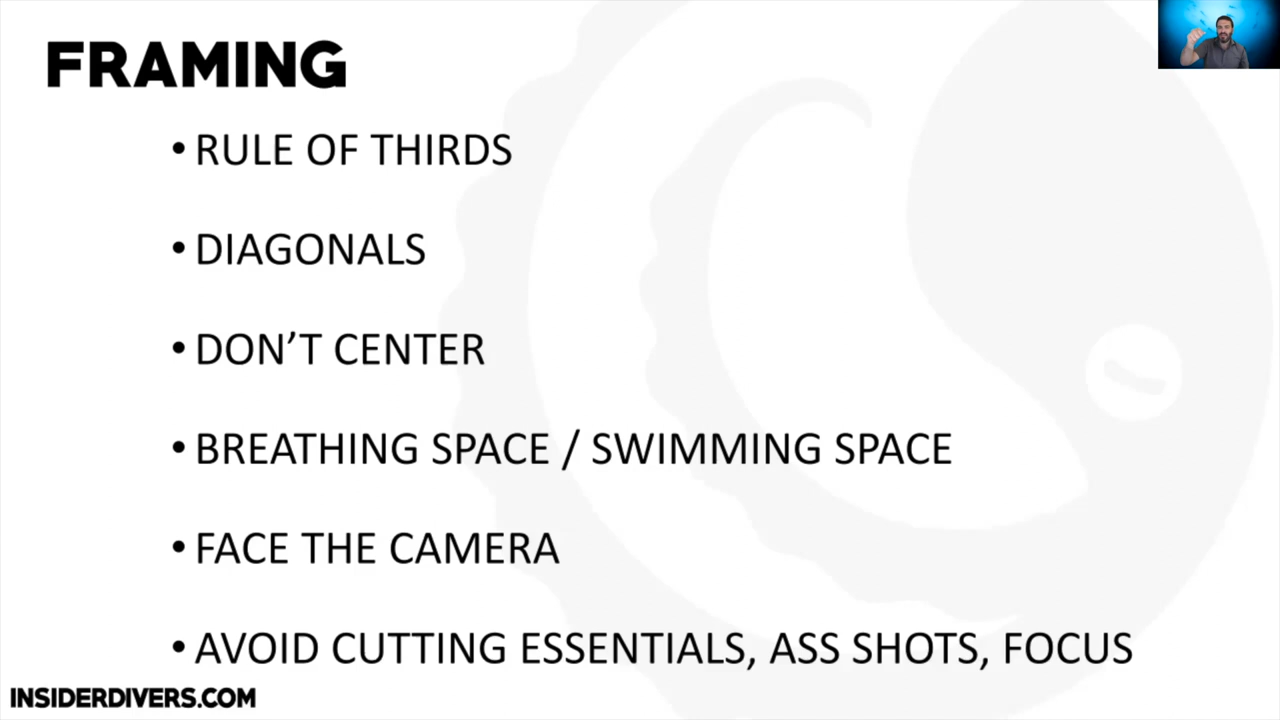 FRAMING
• RULE OF THIRDS
• DIAGONALS
• DON’T CENTER
• BREATHING SPACE / SWIMMING SPACE
• FACE THE CAMERA
• AVOID CUTTING ESSENTIALS, ASS SHOTS, FOCUS
INSIDERDIVERS.COM